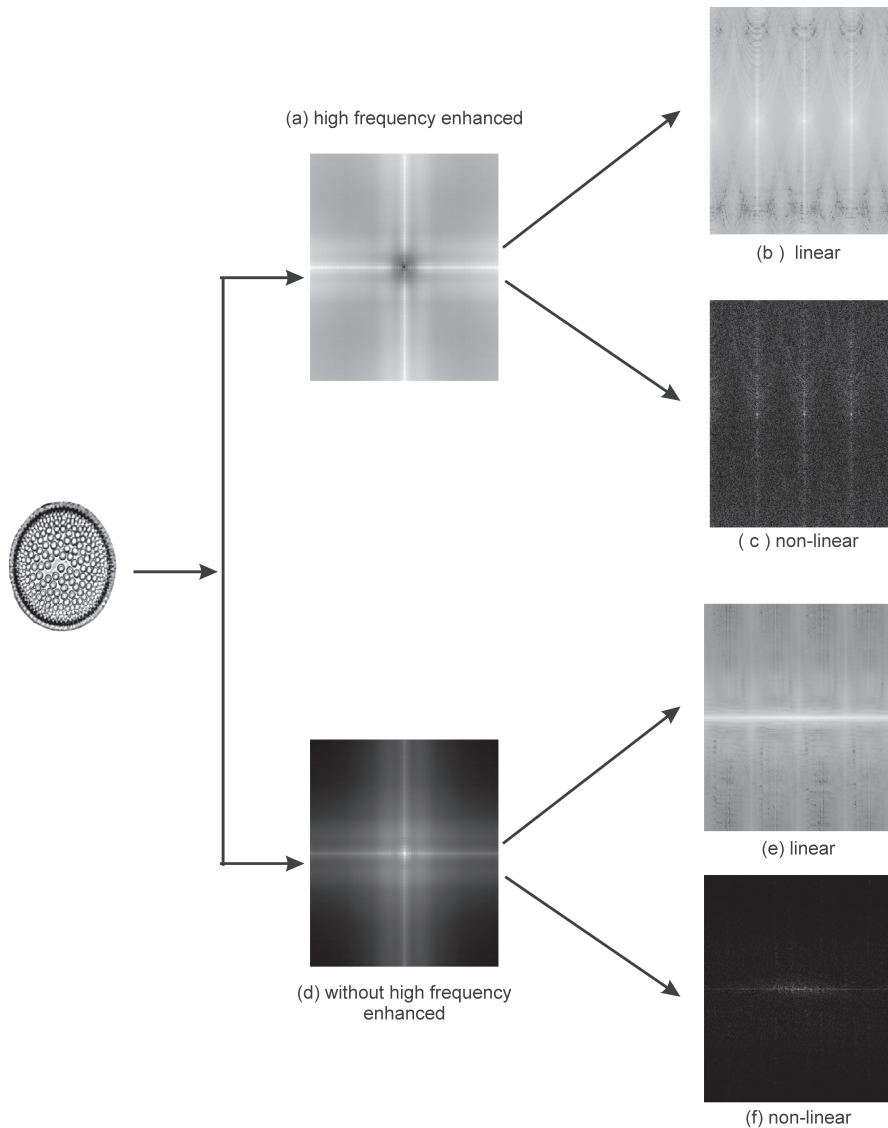 (a) high frequency enhanced
(b ) linear
( c ) non-linear
(d) without high frequency
enhanced
(e) linear
(f) non-linear